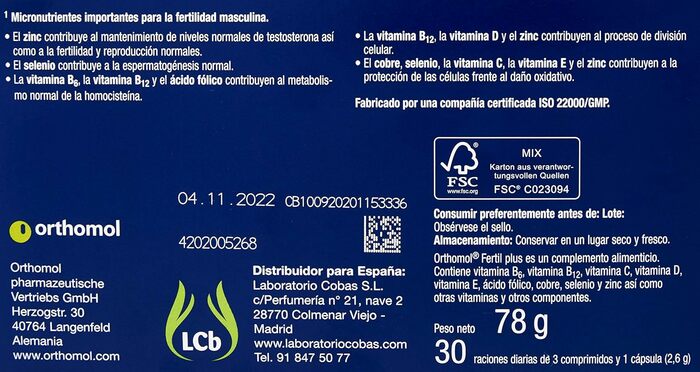 ¹ Micronutrientes importantes para la fertilidad masculina.
• El zinc contribuye al mantenimiento de niveles normales de testosterona así
como a la fertilidad y reproducción normales.
• El selenio contribuye a la espermatogénesis normal.
• La vitamina B₆, la vitamina B₁₂ y el ácido fólico contribuyen al metabolis-
mo normal de la homocisteína.
• La vitamina B₁₂, la vitamina D y el zinc contribuyen al proceso de división
celular.
• El cobre, selenio, la vitamina C, la vitamina E y el zinc contribuyen a la
protección de las células frente al daño oxidativo.
Fabricado por una compañía certificada ISO 22000/GMP.
FSC
www.fsc.org
MIX
Karton aus verantwor-
tungsvollen Quellen
FSC® C023094
04.11.2022 CB100920201153336
4202005268
orthomol
Orthomol
pharmazeutische
Vertriebs GmbH
Herzogstr. 30
40764 Langenfeld
Alemania
www.orthomol.com
LCb
Distribuidor para España:
Laboratorio Cobas S.L.
c/Perfumería n° 21, nave 2
28770 Colmenar Viejo -
Madrid
www.laboratoriocobas.com
Tel. 91 847 50 77
Consumir preferentemente antes de: Lote:
Obsérvese el sello.
Almacenamiento: Conservar en un lugar seco y fresco.
Orthomol® Fertil plus es un complemento alimenticio.
Contiene vitamina B₆, vitamina B₁₂, vitamina C, vitamina D,
vitamina E, ácido fólico, cobre, selenio y zinc así como
otras vitaminas y otros componentes.
Peso neto 78 g
30 raciones diarias de 3 comprimidos y 1 cápsula (2,6 g)